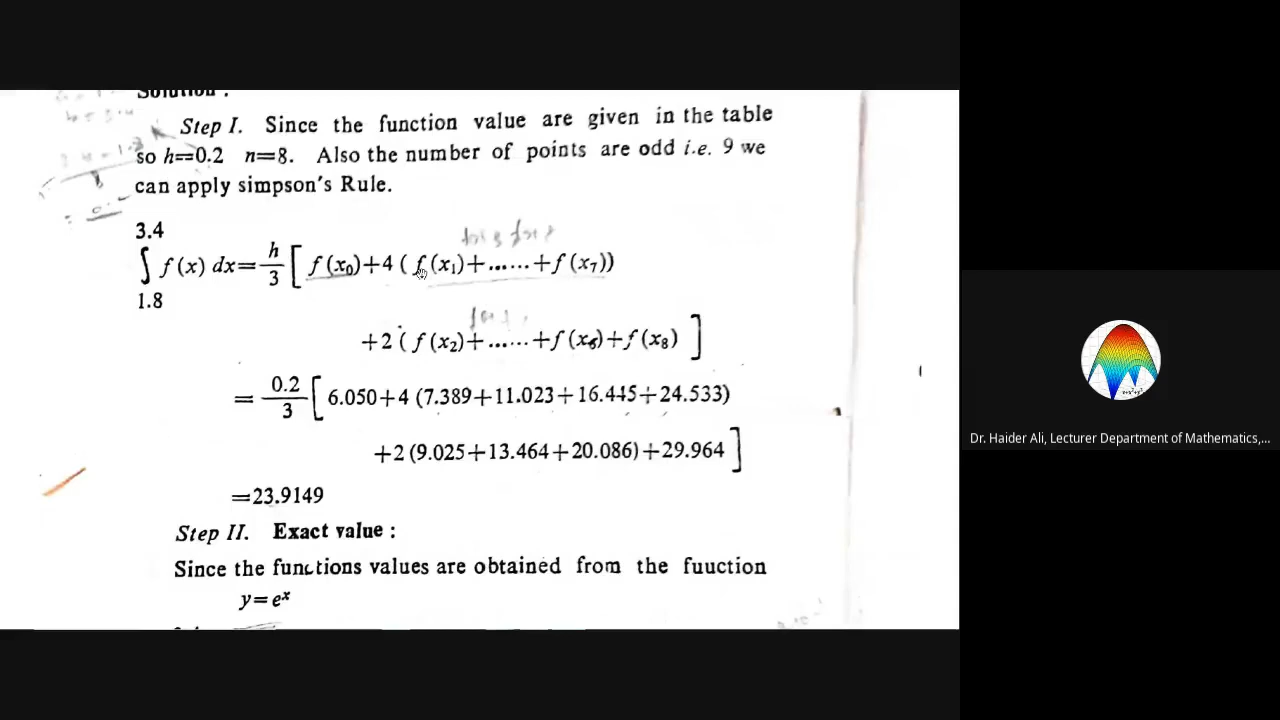 Solution :
Step I. Since the function value are given in the table
so h=0.2 n=8. Also the number of points are odd i.e. 9 we
can apply simpson's Rule.
3.4
∫ f(x) dx = h/3 [ f(x₀)+4 ( f(x₁)+......+f(x₇))
1.8
+2 ( f(x₂)+......+f(x₆)+f(x₈) ]
= 0.2/3 [ 6.050+4 (7.389+11.023+16.445+24.533)
+2 (9.025+13.464+20.086)+29.964 ]
=23.9149
Step II. Exact value :
Since the functions values are obtained from the fuuction
y=eˣ
Dr. Haider Ali, Lecturer Department of Mathematics,...